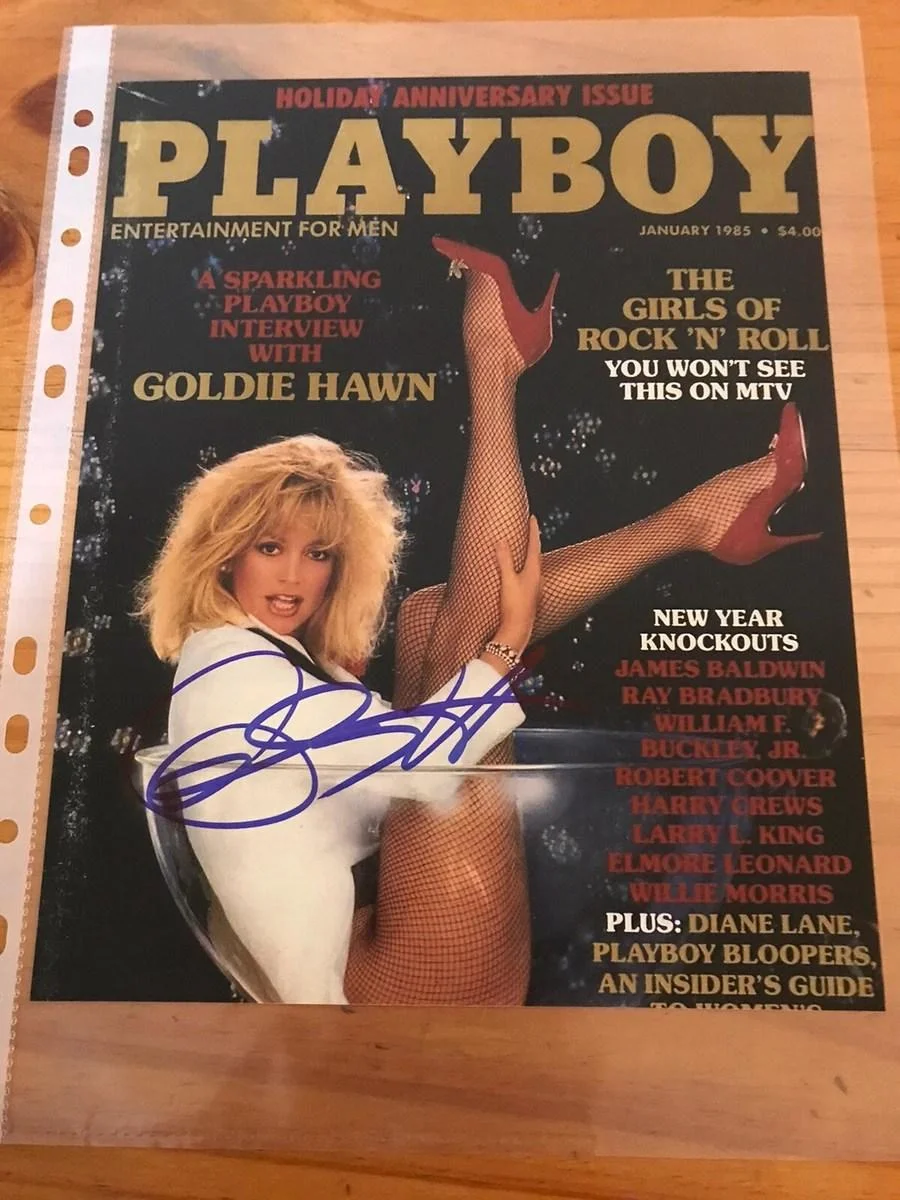 HOLIDAY ANNIVERSARY ISSUE
PLAYBOY
ENTERTAINMENT FOR MEN
JANUARY 1985 • $4.00
A SPARKLING
PLAYBOY
INTERVIEW
WITH
GOLDIE HAWN
THE
GIRLS OF
ROCK 'N' ROLL
YOU WON'T SEE
THIS ON MTV
NEW YEAR
KNOCKOUTS
JAMES BALDWIN
RAY BRADBURY
WILLIAM F.
BUCKLEY, JR.
ROBERT COOVER
HARRY CREWS
LARRY L. KING
ELMORE LEONARD
WILLIE MORRIS
PLUS: DIANE LANE,
PLAYBOY BLOOPERS,
AN INSIDER'S GUIDE
TO WOMEN'S